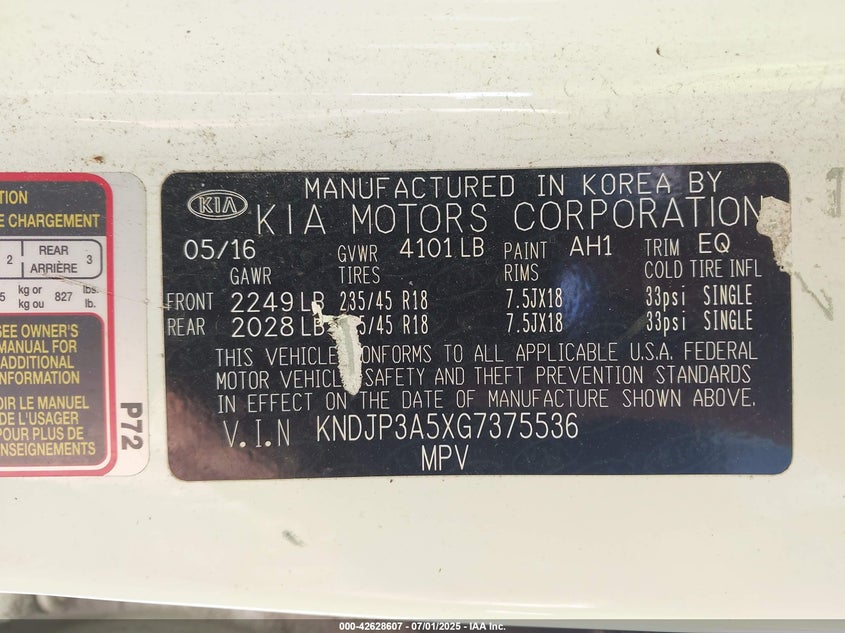 TION
E CHARGEMENT
2 REAR ARRIÈRE 3
5 kg or kg ou 827 lbs. lb.
SEE OWNER'S
MANUAL FOR
ADDITIONAL
INFORMATION
OIR LE MANUEL
DE L'USAGER
POUR PLUS DE
ENSEIGNEMENTS
P72
KIA
MANUFACTURED IN KOREA BY
KIA MOTORS CORPORATION
05/16 GVWR 4101 LB PAINT AH1 TRIM EQ
GAWR TIRES RIMS COLD TIRE INFL
FRONT 2249 LB 235/45 R18 7.5JX18 33psi SINGLE
REAR 2028 LB 5/45 R18 7.5JX18 33psi SINGLE
THIS VEHICLE CONFORMS TO ALL APPLICABLE U.S.A. FEDERAL
MOTOR VEHICLE SAFETY AND THEFT PREVENTION STANDARDS
IN EFFECT ON THE DATE OF MANUFACTURE SHOWN ABOVE.
V.I.N KNDJP3A5XG7375536
MPV
000-42628607 / 07/01/2025 - IAA Inc.